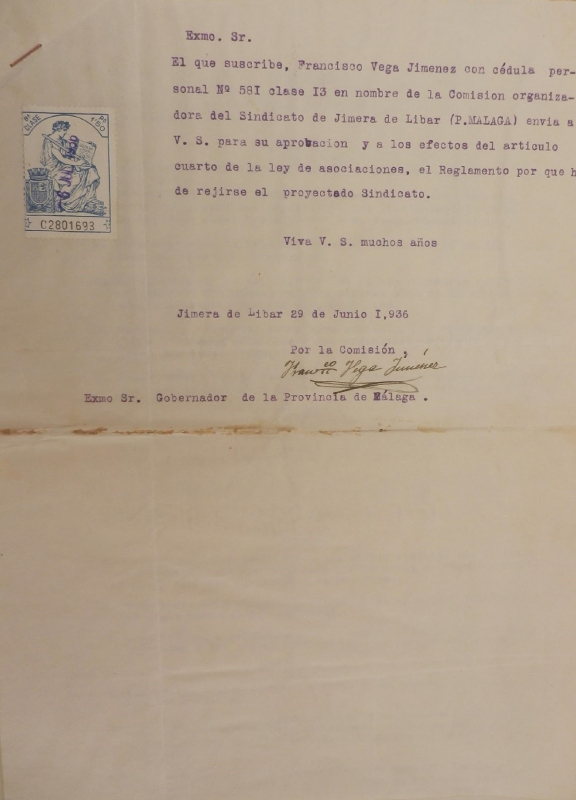 Exmo. Sr.
El que suscribe, Francisco Vega Jimenez con cédula per-
sonal Nº 58I clase I3 en nombre de la Comision organiza-
dora del Sindicato de Jimera de Libar (P.MALAGA) envia a
V. S. para su aprobacion y a los efectos del articulo
cuarto de la ley de asociaciones, el Reglamento por que h
de rejirse el proyectado Sindicato.
CLASE
C2801693
Viva V. S. muchos años
Jimera de Libar 29 de Junio I,936
Por la Comisión,
Franco Vega Jiménez
Exmo Sr. Gobernador de la Provincia de Málaga.